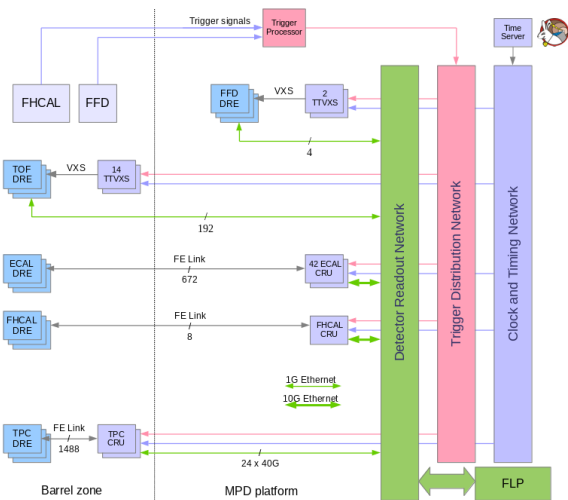 Trigger signals
Trigger
Processor
Time
Server
FHCAL
FFD
FFD
DRE
VXS
2
TTVXS
4
TOF
DRE
VXS
14
TTVXS
192
ECAL
DRE
FE Link
672
42 ECAL
CRU
FHCAL
DRE
FE Link
8
FHCAL
CRU
1G Ethernet
10G Ethernet
TPC
DRE
FE Link
1488
TPC
CRU
24 x 40G
Detector Readout Network
Trigger Distribution Network
Clock and Timing Network
FLP
Barrel zone
MPD platform